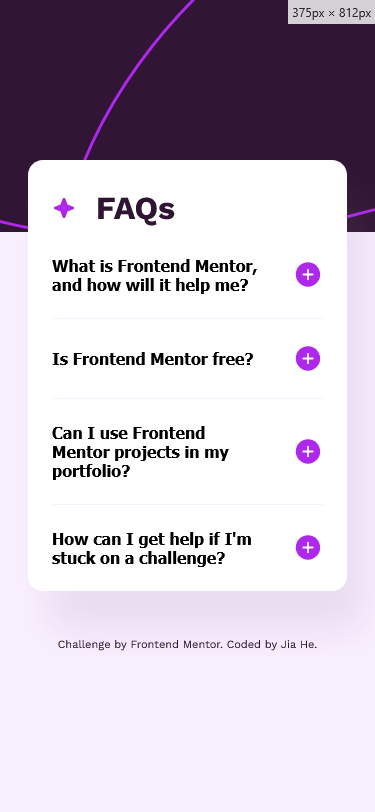 375px × 812px
FAQs
What is Frontend Mentor,
and how will it help me?
Is Frontend Mentor free?
Can I use Frontend
Mentor projects in my
portfolio?
How can I get help if I'm
stuck on a challenge?
Challenge by Frontend Mentor. Coded by Jia He.